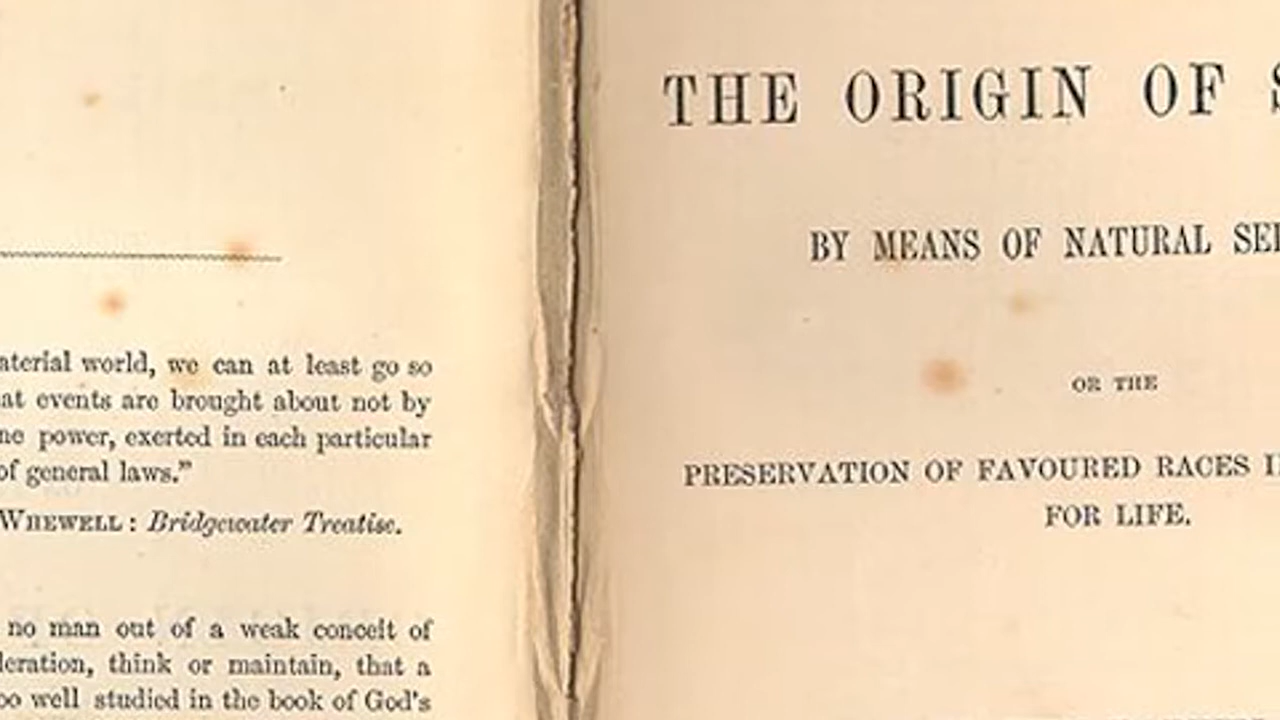 aterial world, we can at least go so
at events are brought about not by
ne power, exerted in each particular
of general laws.”
WHEWELL: Bridgewater Treatise.
no man out of a weak conceit of
leration, think or maintain, that a
oo well studied in the book of God's
THE ORIGIN OF S
BY MEANS OF NATURAL SEL
OR THE
PRESERVATION OF FAVOURED RACES I
FOR LIFE.